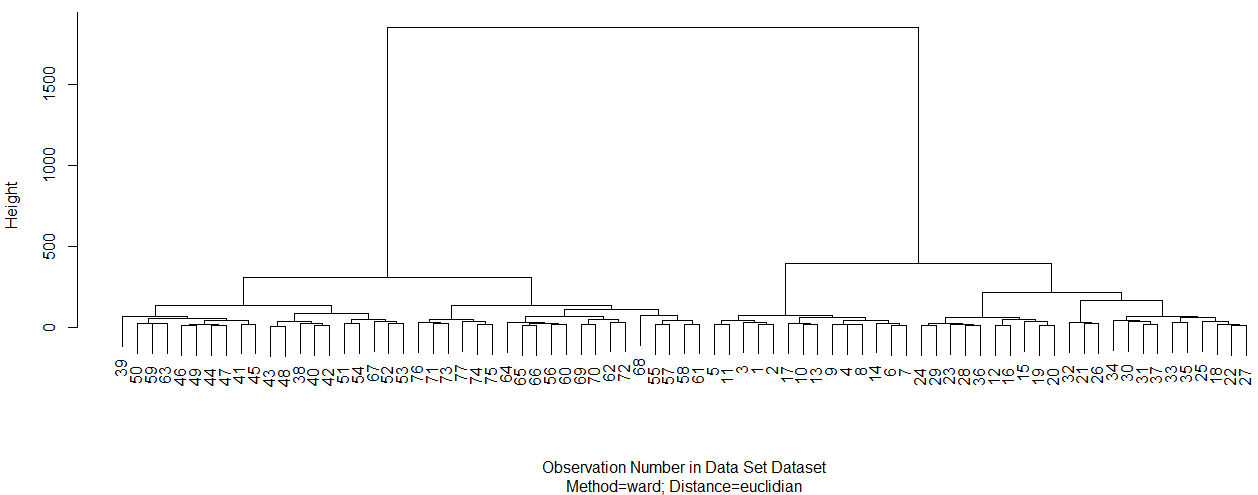 1500
1000
500
0
Height
39 50 59 63 46 49 44 47 41 45 43 48 38 40 42 51 54 67 52 53 76 71 73 77 74 75 64 65 66 56 60 69 70 62 72 68 55 57 58 61 5 11 3 1 2 17 10 13 9 4 8 14 6 7 24 29 23 28 36 12 16 15 19 20 32 21 26 34 30 31 37 33 35 25 18 22 27
Observation Number in Data Set Dataset
Method=ward; Distance=euclidian